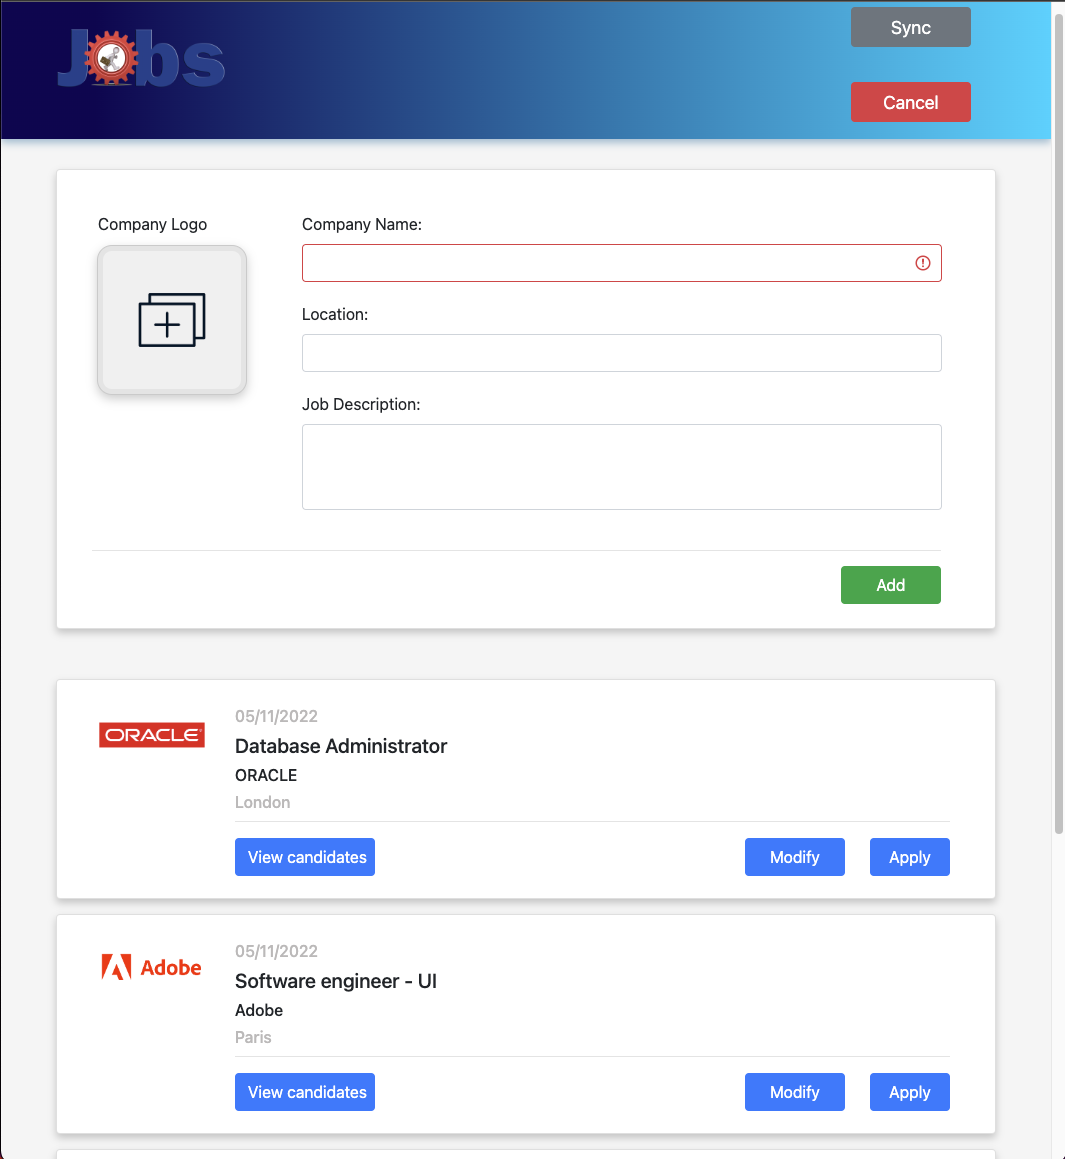 Jobs
Sync
Cancel
Company Logo
Company Name:
Location:
Job Description:
Add
ORACLE
05/11/2022
Database Administrator
ORACLE
London
View candidates
Modify
Apply
Adobe
05/11/2022
Software engineer - UI
Adobe
Paris
View candidates
Modify
Apply